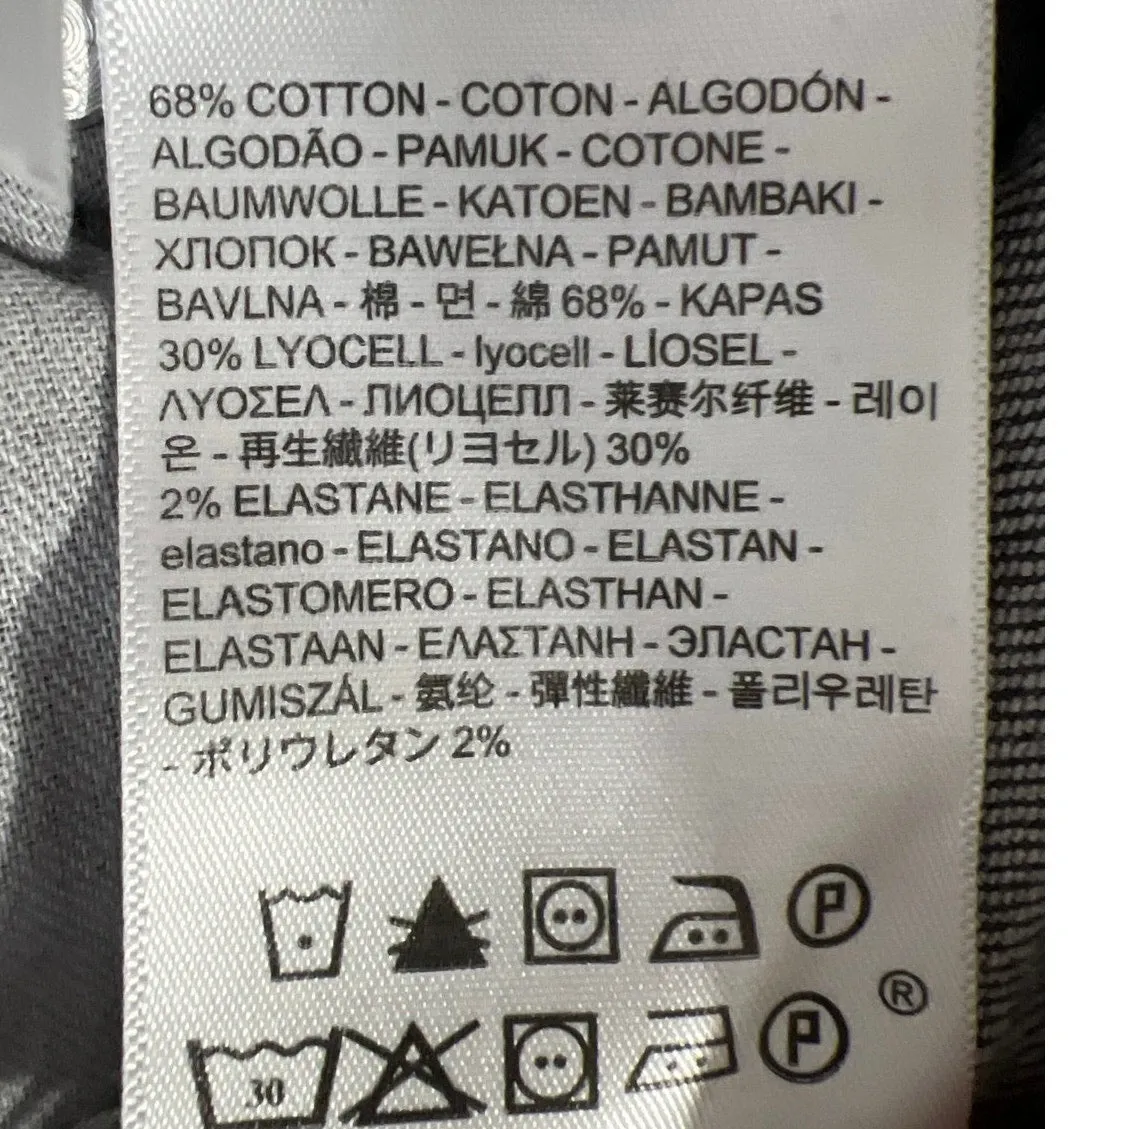 68% COTTON - COTON - ALGODÓN -
ALGODÃO - PAMUK - COTONE -
BAUMWOLLE - KATOEN - BAMBAKI -
ХЛОПОК - BAWEŁNA - PAMUT -
BAVLNA - 棉 - 면 - 綿 68% - KAPAS
30% LYOCELL - lyocell - LİOSEL -
ΛΥΟΣΕΛ - ЛИОЦЕЛЛ - 莱赛尔纤维 - 레이
온 - 再生繊維(リヨセル) 30%
2% ELASTANE - ELASTHANNE -
elastano - ELASTANO - ELASTAN -
ELASTOMERO - ELASTHAN -
ELASTAAN - ΕΛΑΣΤΑΝΗ - ЭЛАСТАН -
GUMISZÁL - 氨纶 - 彈性纖維 - 폴리우레탄
- ポリウレタン 2%
P
®
30 P